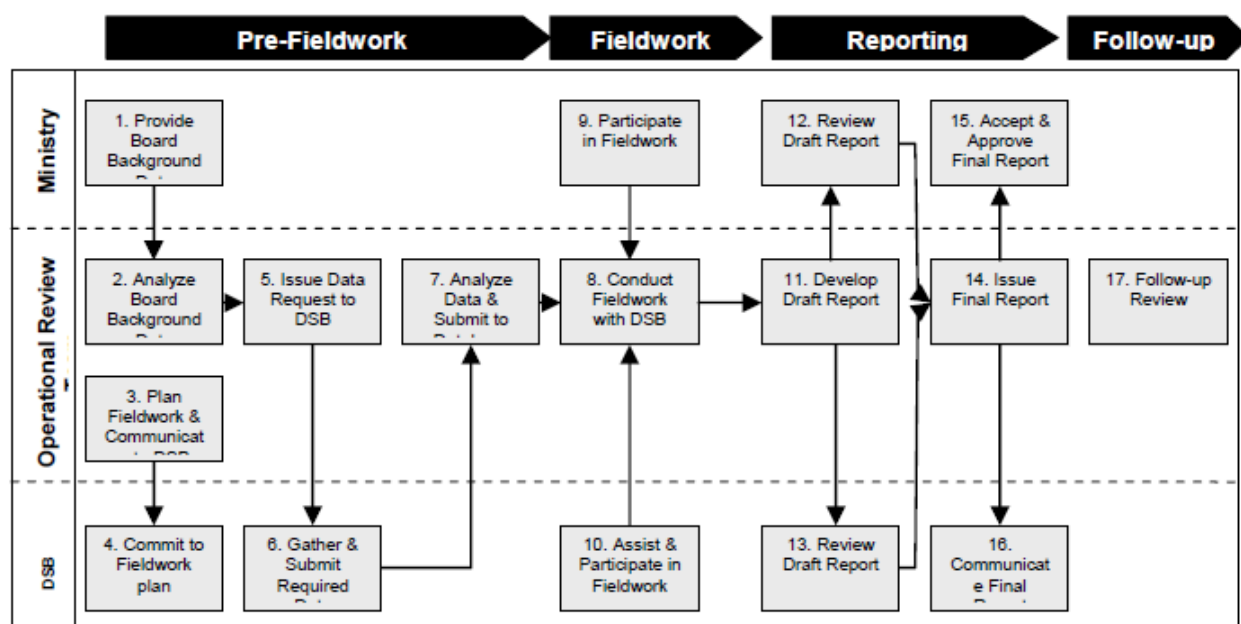 Pre-Fieldwork
Fieldwork
Reporting
Follow-up
Ministry
1. Provide
Board
Background
9. Participate
in Fieldwork
12. Review
Draft Report
15. Accept &
Approve
Final Report
Operational Review
2. Analyze
Board
Background
5. Issue Data
Request to
DSB
7. Analyze
Data &
Submit to
8. Conduct
Fieldwork
with DSB
11. Develop
Draft Report
14. Issue
Final Report
17. Follow-up
Review
3. Plan
Fieldwork &
Communicat
DSB
4. Commit to
Fieldwork
plan
6. Gather &
Submit
Required
10. Assist &
Participate in
Fieldwork
13. Review
Draft Report
16.
Communicat
e Final